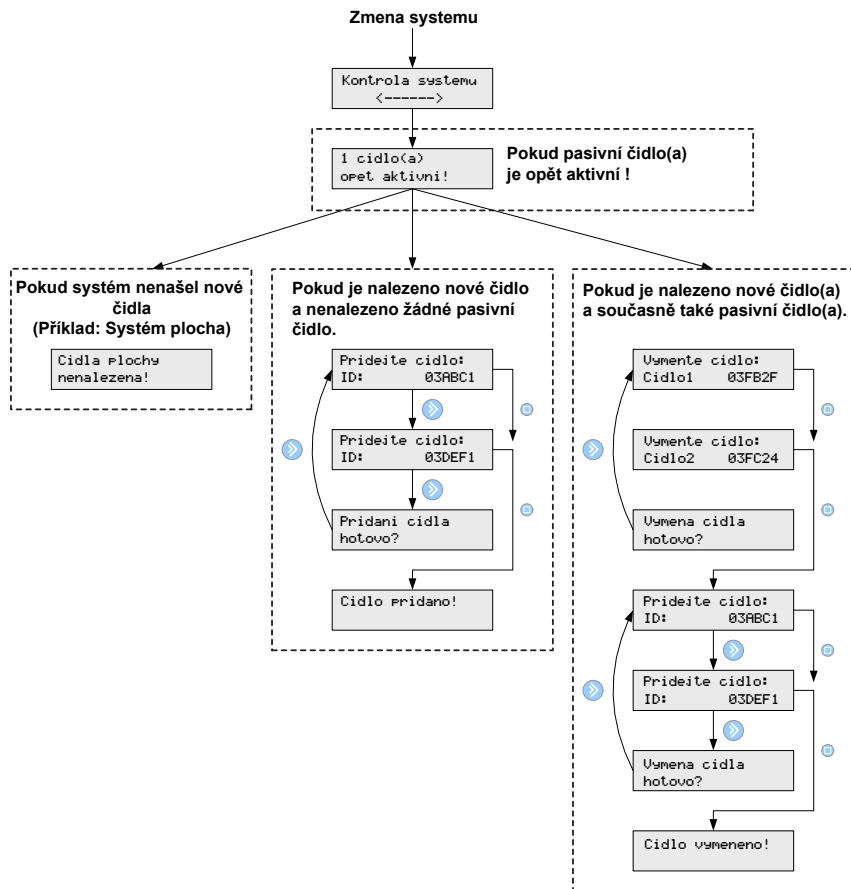 Zmena systemu
Kontrola systemu
<------>
1 cidlo(a)
opet aktivni!
Pokud pasivní čidlo(a)
je opět aktivní !
Pokud systém nenašel nové
čidla
(Příklad: Systém plocha)
Cidla plochy
nenalezena!
Pokud je nalezeno nové čidlo
a nenalezeno žádné pasivní
čidlo.
Pridejte cidlo:
ID: 03ABC1
Pridejte cidlo:
ID: 03DEF1
Pridani cidla
hotovo?
Cidlo pridano!
Pokud je nalezeno nové čidlo(a)
a současně také pasivní čidlo(a).
Vymente cidlo:
Cidlo1 03FB2F
Vymente cidlo:
Cidlo2 03FC24
Vymena cidla
hotovo?
Pridejte cidlo:
ID: 03ABC1
Pridejte cidlo:
ID: 03DEF1
Vymena cidla
hotovo?
Cidlo vymeneno!